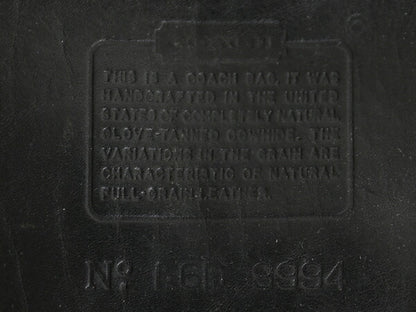 THIS IS A COACH BAG. IT WAS
HANDCRAFTED IN THE UNITED
STATES OF COMPLETELY NATURAL
GLOVE-TANNED COWHIDE. THE
VARIATIONS IN THE GRAIN ARE
CHARACTERISTIC OF NATURAL
FULL-GRAIN LEATHER.
No 9994